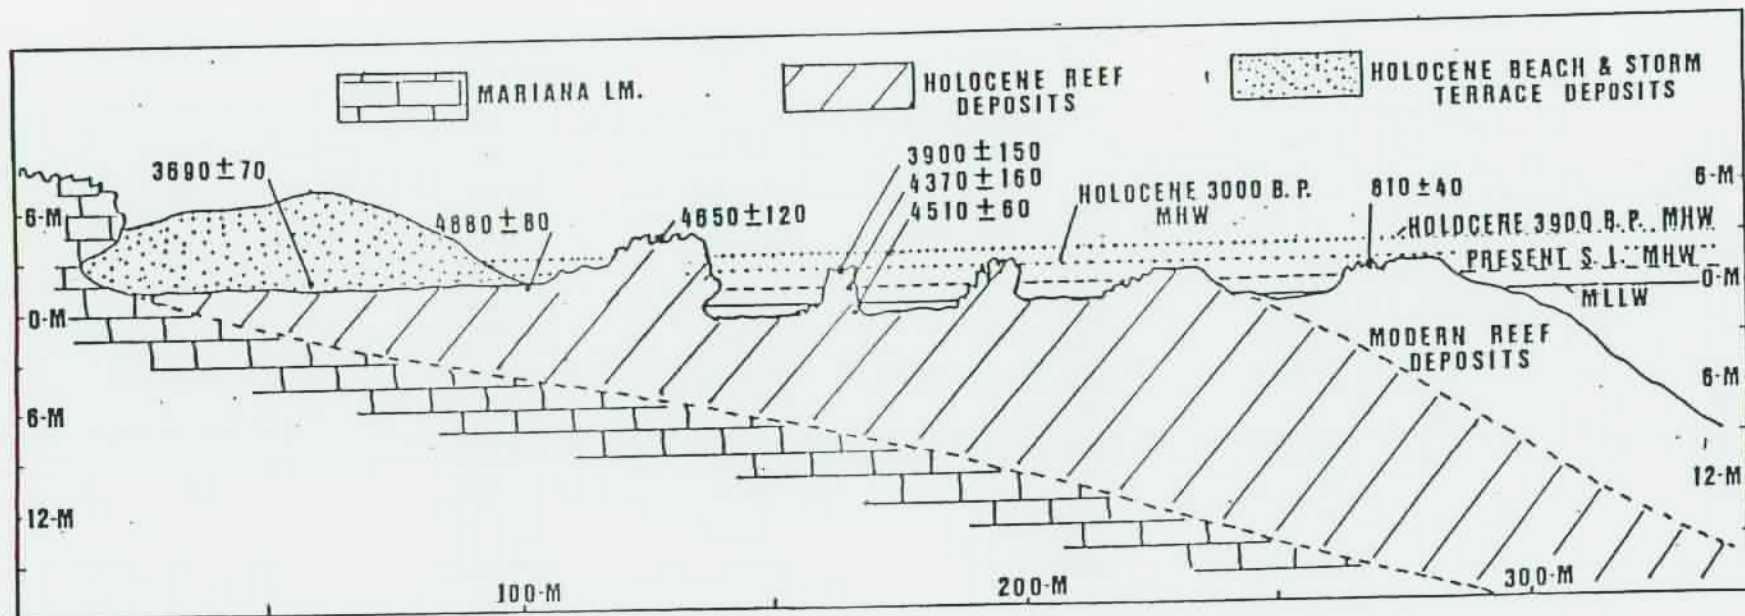 MARIANA LM.
HOLOCENE REEF
DEPOSITS
HOLOCENE BEACH & STORM
TERRACE DEPOSITS
3690±70
4880±80
4650±120
3900±150
4370±160
4510±60
HOLOCENE 3000 B.P.
MHW
810±40
HOLOCENE 3900 B.P. MHW
PRESENT S.L. MHW
MLLW
MODERN REEF
DEPOSITS
6-M
0-M
6-M
12-M
6-M
0-M
6-M
12-M
100-M
200-M
300-M